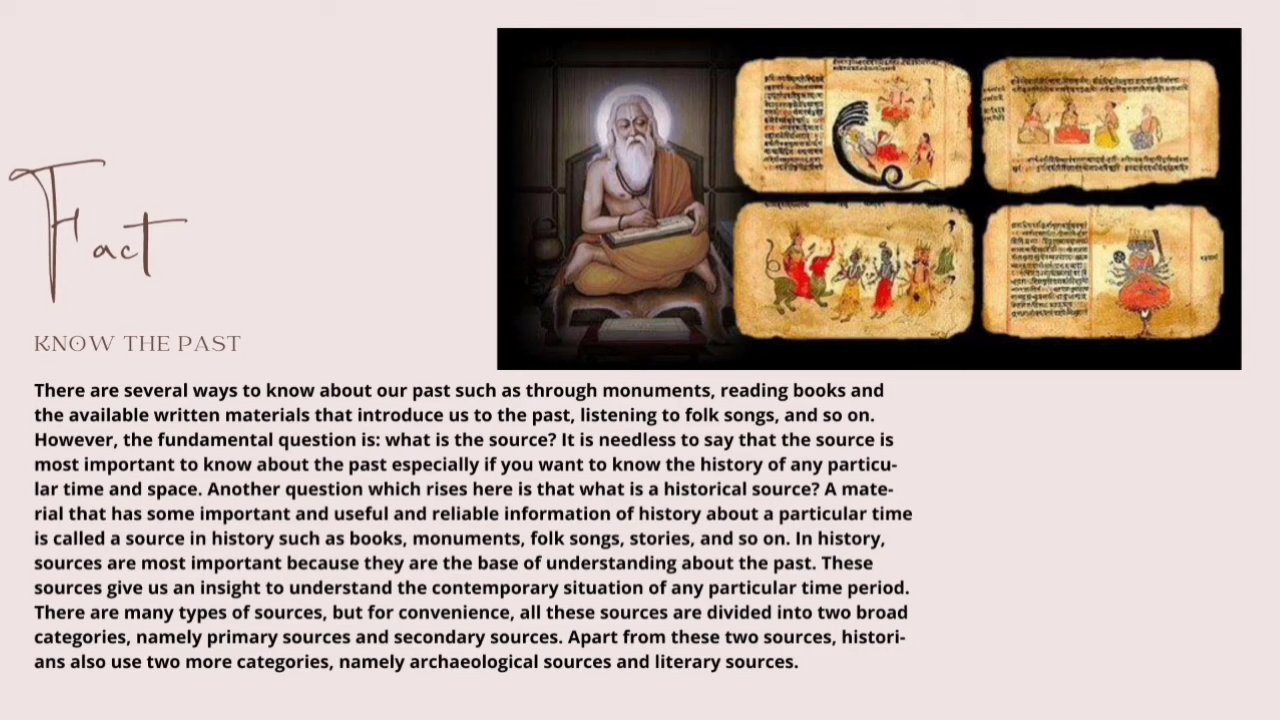 Fact
KNOW THE PAST
There are several ways to know about our past such as through monuments, reading books and
the available written materials that introduce us to the past, listening to folk songs, and so on.
However, the fundamental question is: what is the source? It is needless to say that the source is
most important to know about the past especially if you want to know the history of any particu-
lar time and space. Another question which rises here is that what is a historical source? A mate-
rial that has some important and useful and reliable information of history about a particular time
is called a source in history such as books, monuments, folk songs, stories, and so on. In history,
sources are most important because they are the base of understanding about the past. These
sources give us an insight to understand the contemporary situation of any particular time period.
There are many types of sources, but for convenience, all these sources are divided into two broad
categories, namely primary sources and secondary sources. Apart from these two sources, histori-
ans also use two more categories, namely archaeological sources and literary sources.